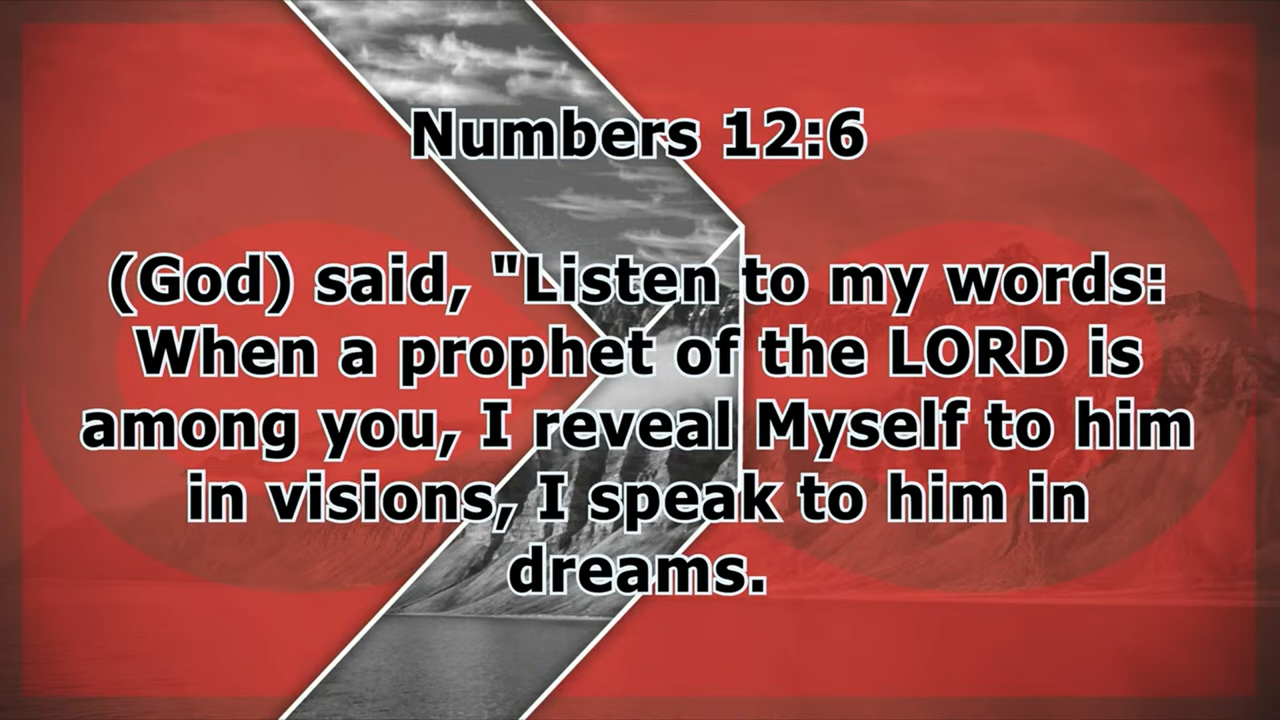 Numbers 12:6
(God) said, "Listen to my words:
When a prophet of the LORD is
among you, I reveal Myself to him
in visions, I speak to him in
dreams.